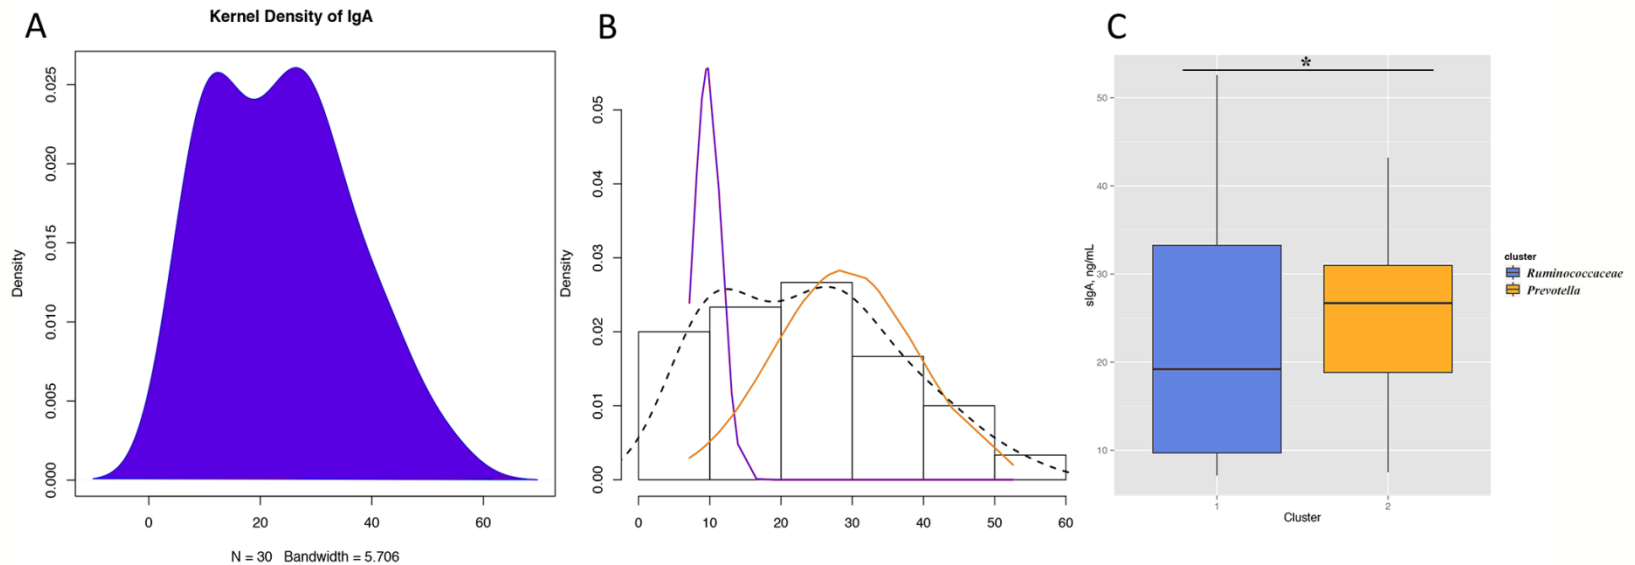 A
Kernel Density of IgA
Density
0.000
0.005
0.010
0.015
0.020
0.025
0
20
40
60
N = 30 Bandwidth = 5.706
B
Density
0.00
0.01
0.02
0.03
0.04
0.05
0
10
20
30
40
50
60
C
*
sIgA, ng/mL
50
40
30
20
10
1
2
Cluster
cluster
Ruminococcaceae
Prevotella